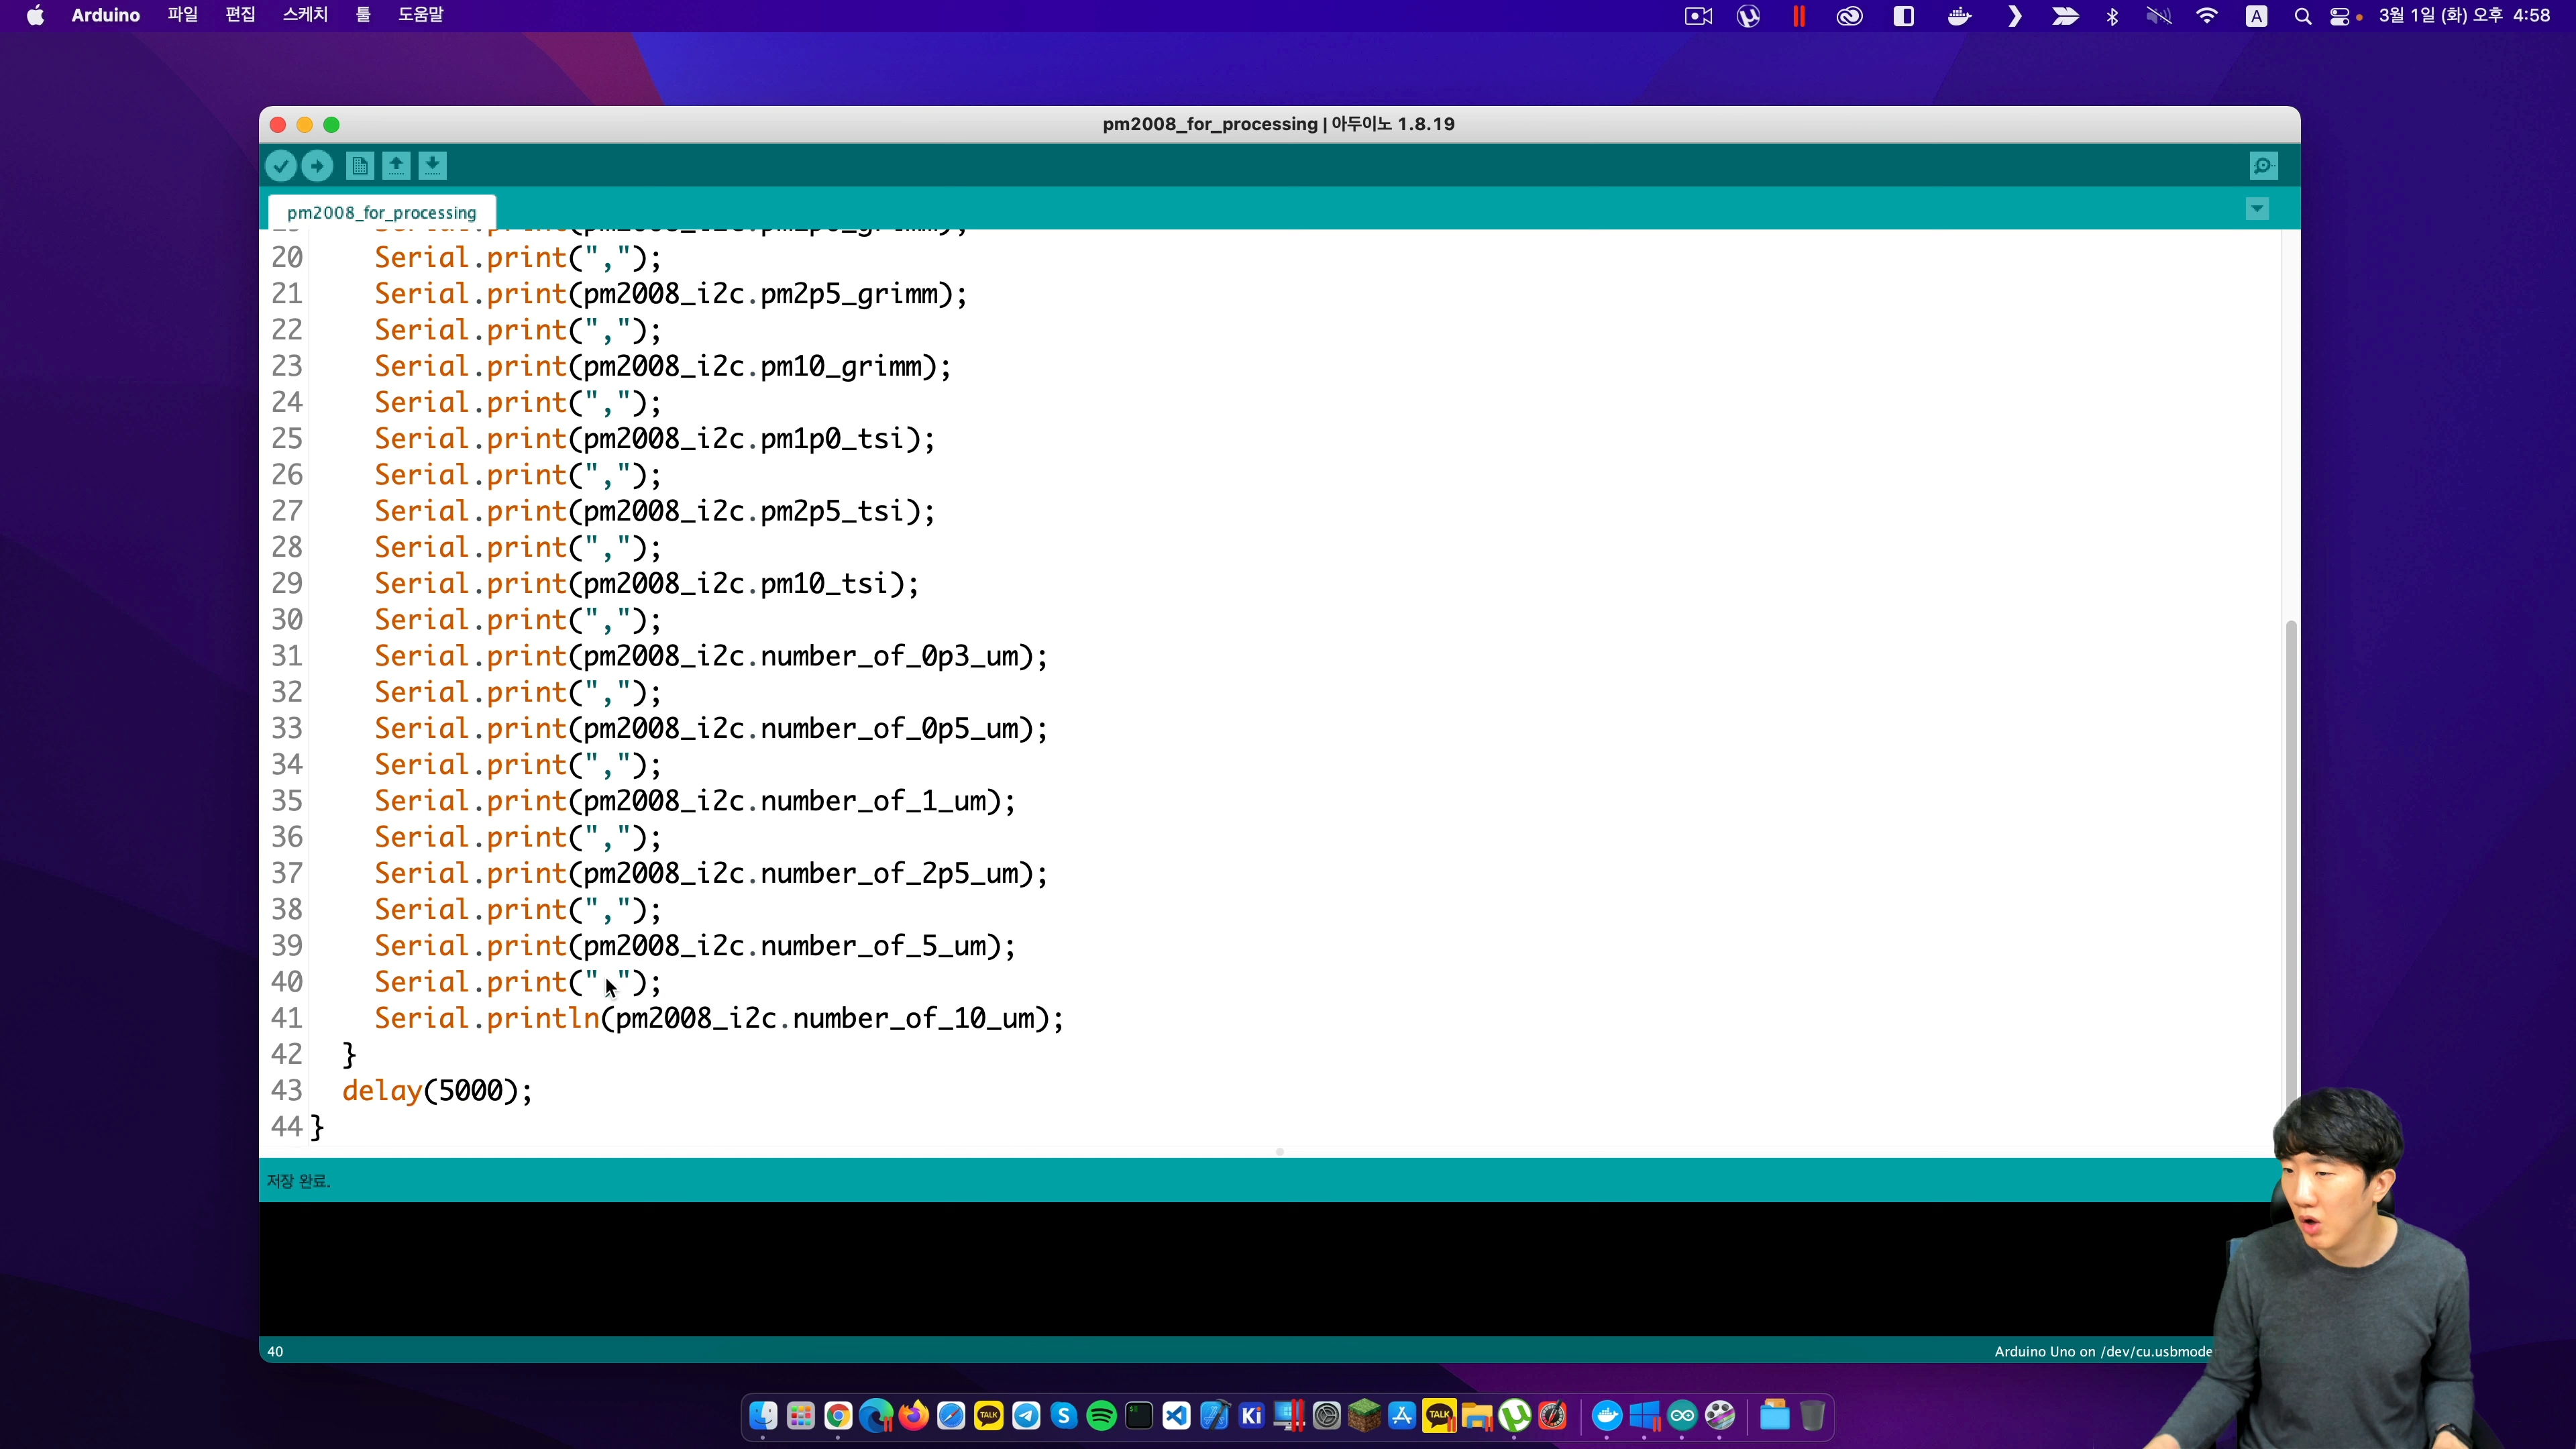 Arduino 파일 편집 스케치 툴 도움말
A 3월 1일 (화) 오후 4:58
pm2008_for_processing | 아두이노 1.8.19
pm2008_for_processing
20 Serial.print(",");
21 Serial.print(pm2008_i2c.pm2p5_grimm);
22 Serial.print(",");
23 Serial.print(pm2008_i2c.pm10_grimm);
24 Serial.print(",");
25 Serial.print(pm2008_i2c.pm1p0_tsi);
26 Serial.print(",");
27 Serial.print(pm2008_i2c.pm2p5_tsi);
28 Serial.print(",");
29 Serial.print(pm2008_i2c.pm10_tsi);
30 Serial.print(",");
31 Serial.print(pm2008_i2c.number_of_0p3_um);
32 Serial.print(",");
33 Serial.print(pm2008_i2c.number_of_0p5_um);
34 Serial.print(",");
35 Serial.print(pm2008_i2c.number_of_1_um);
36 Serial.print(",");
37 Serial.print(pm2008_i2c.number_of_2p5_um);
38 Serial.print(",");
39 Serial.print(pm2008_i2c.number_of_5_um);
40 Serial.print(" ");
41 Serial.println(pm2008_i2c.number_of_10_um);
42 }
43 delay(5000);
44 }
저장 완료.
40
Arduino Uno on /dev/cu.usbmode
TALK S Ki TALK